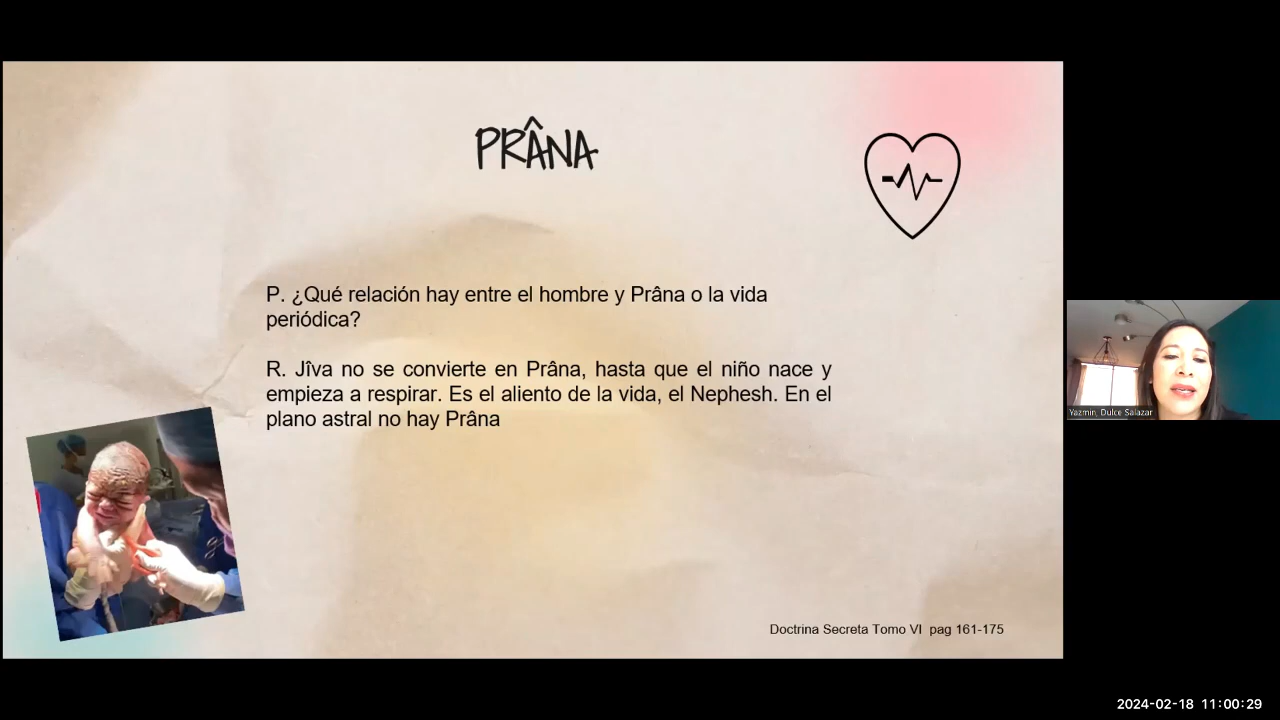 PRÂNA
P. ¿Qué relación hay entre el hombre y Prâna o la vida
periódica?
R. Jîva no se convierte en Prâna, hasta que el niño nace y
empieza a respirar. Es el aliento de la vida, el Nephesh. En el
plano astral no hay Prâna
Doctrina Secreta Tomo VI pag 161-175
Yazmin, Dulce Salazar
2024-02-18 11:00:29